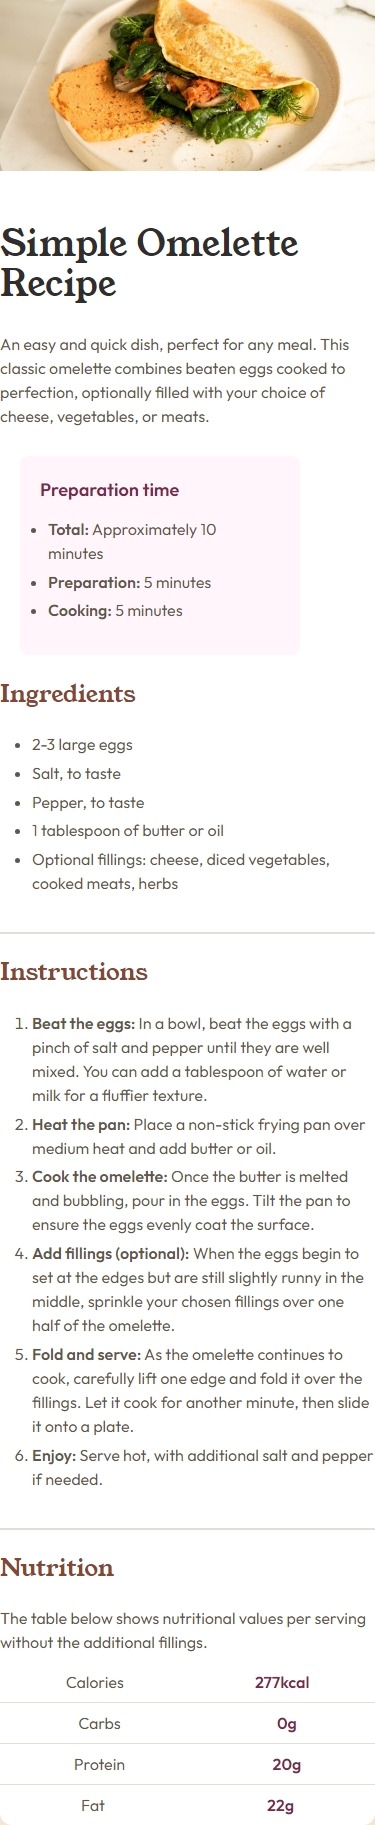 Simple Omelette
Recipe
An easy and quick dish, perfect for any meal. This
classic omelette combines beaten eggs cooked to
perfection, optionally filled with your choice of
cheese, vegetables, or meats.
Preparation time
• Total: Approximately 10
minutes
• Preparation: 5 minutes
• Cooking: 5 minutes
Ingredients
• 2-3 large eggs
• Salt, to taste
• Pepper, to taste
• 1 tablespoon of butter or oil
• Optional fillings: cheese, diced vegetables,
cooked meats, herbs
Instructions
1. Beat the eggs: In a bowl, beat the eggs with a
pinch of salt and pepper until they are well
mixed. You can add a tablespoon of water or
milk for a fluffier texture.
2. Heat the pan: Place a non-stick frying pan over
medium heat and add butter or oil.
3. Cook the omelette: Once the butter is melted
and bubbling, pour in the eggs. Tilt the pan to
ensure the eggs evenly coat the surface.
4. Add fillings (optional): When the eggs begin to
set at the edges but are still slightly runny in the
middle, sprinkle your chosen fillings over one
half of the omelette.
5. Fold and serve: As the omelette continues to
cook, carefully lift one edge and fold it over the
fillings. Let it cook for another minute, then slide
it onto a plate.
6. Enjoy: Serve hot, with additional salt and pepper
if needed.
Nutrition
The table below shows nutritional values per serving
without the additional fillings.
Calories 277kcal
Carbs 0g
Protein 20g
Fat 22g